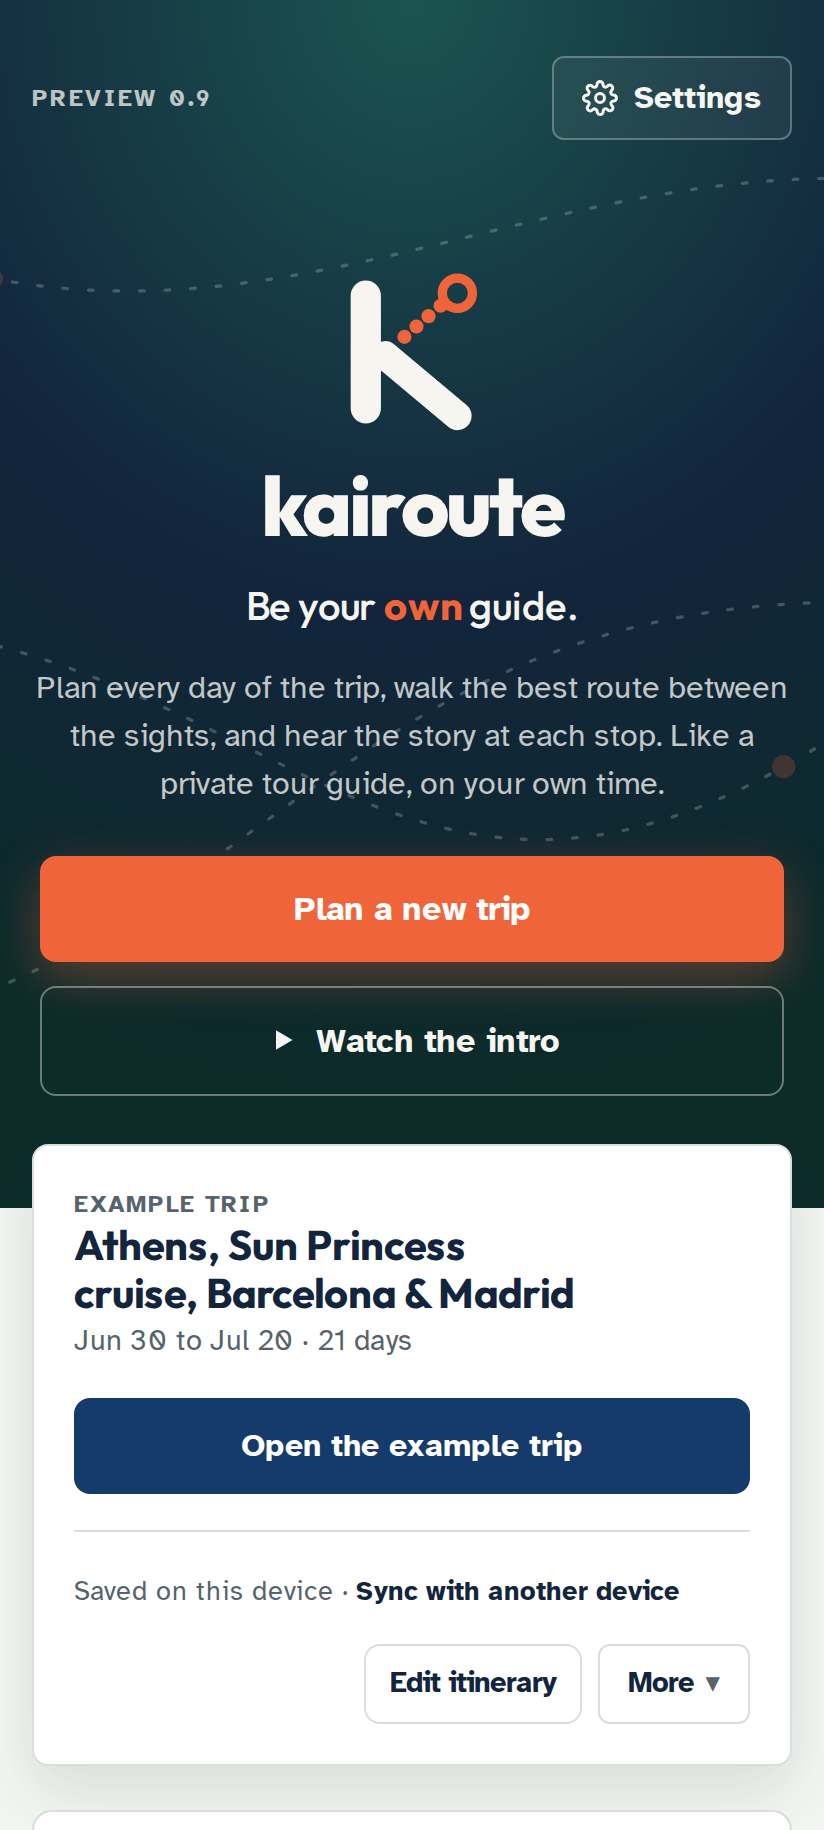 PREVIEW 0.9
Settings
kairoute
Be your own guide.
Plan every day of the trip, walk the best route between
the sights, and hear the story at each stop. Like a
private tour guide, on your own time.
Plan a new trip
▶ Watch the intro
EXAMPLE TRIP
Athens, Sun Princess
cruise, Barcelona & Madrid
Jun 30 to Jul 20 · 21 days
Open the example trip
Saved on this device · Sync with another device
Edit itinerary
More ▼